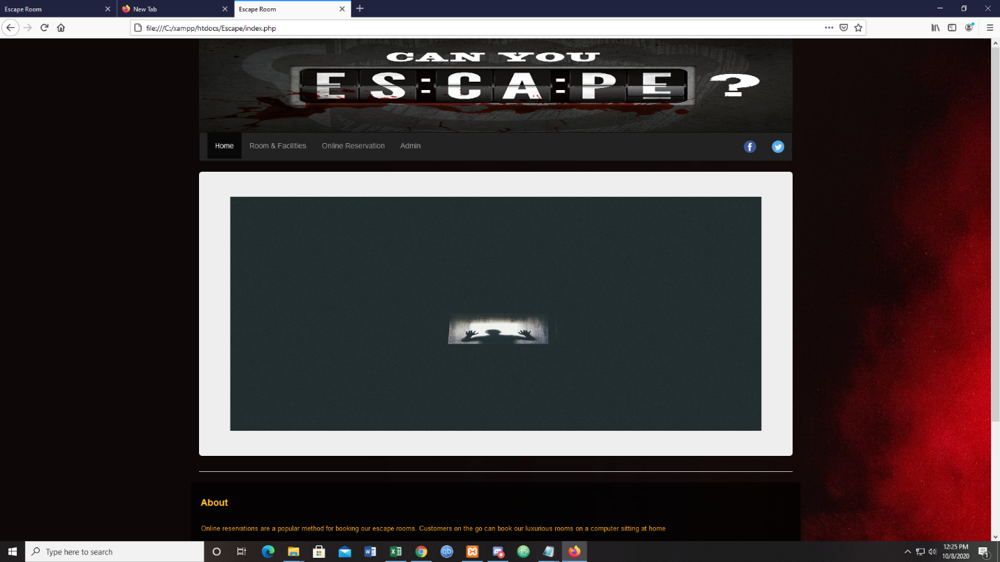 Escape Room
New Tab
Escape Room
file:///C:/xampp/htdocs/Escape/index.php
CAN YOU
ES:CA:PE ?
Home Room & Facilities Online Reservation Admin
About
Online reservations are a popular method for booking our escape rooms. Customers on the go can book our luxurious rooms on a computer sitting at home
Type here to search
12:25 PM
10/8/2020
1